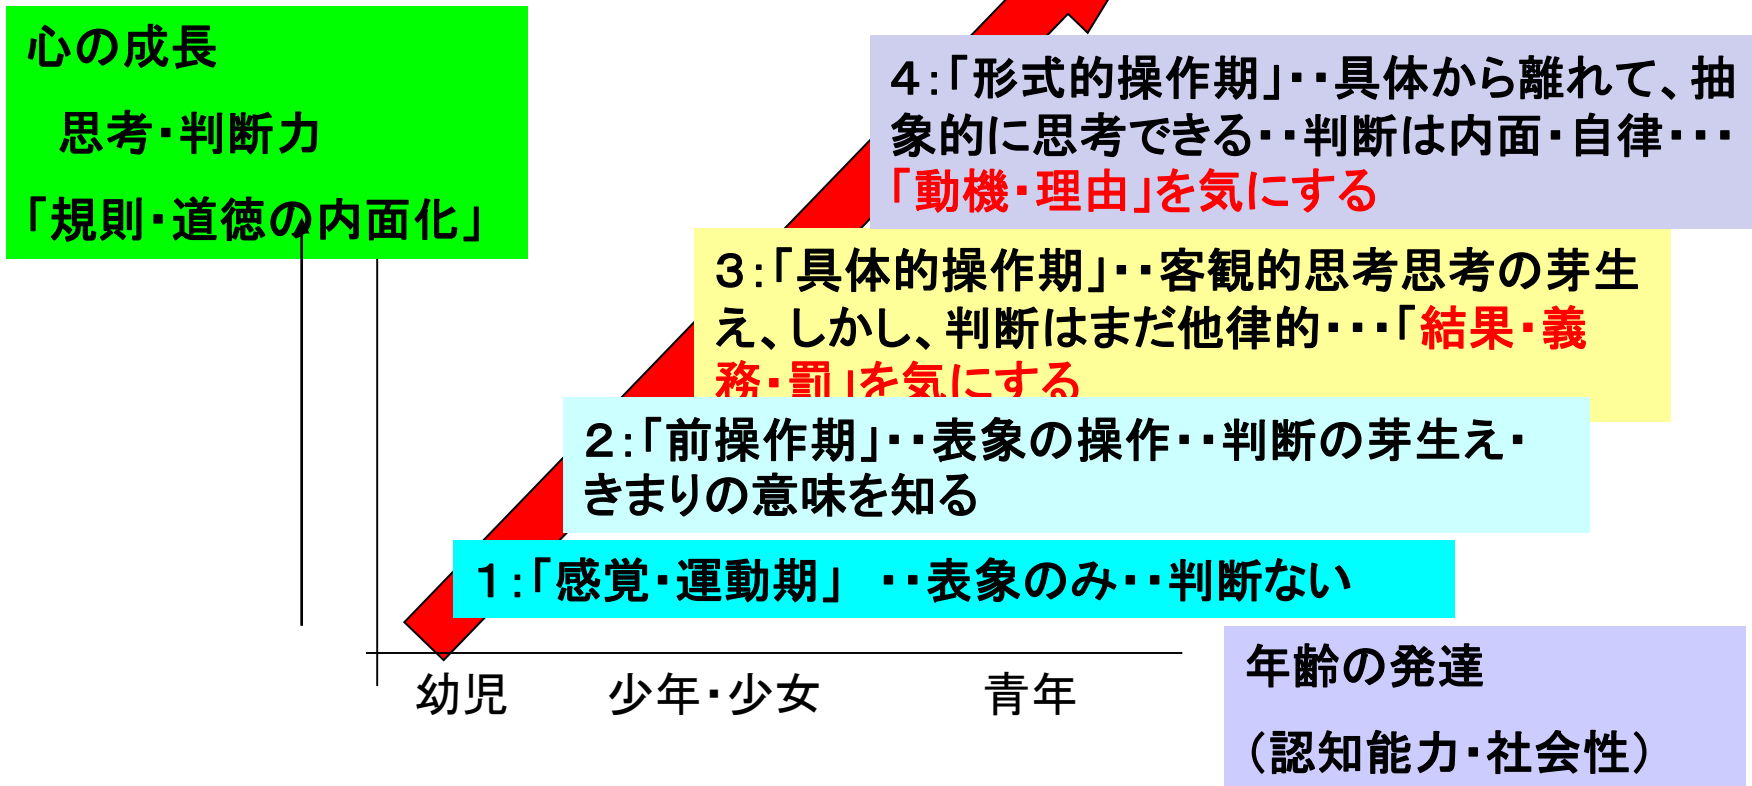 心の成長
思考・判断力
「規則・道徳の内面化」
4:「形式的操作期」・・具体から離れて、抽
象的に思考できる・・判断は内面・自律・・・
「動機・理由」を気にする
3:「具体的操作期」・・客観的思考思考の芽生
え、しかし、判断はまだ他律的・・・「結果・義
務・罰」を気にする
2:「前操作期」・・表象の操作・・判断の芽生え・
きまりの意味を知る
1:「感覚・運動期」 ・・表象のみ・・判断ない
幼児 少年・少女 青年
年齢の発達
(認知能力・社会性)